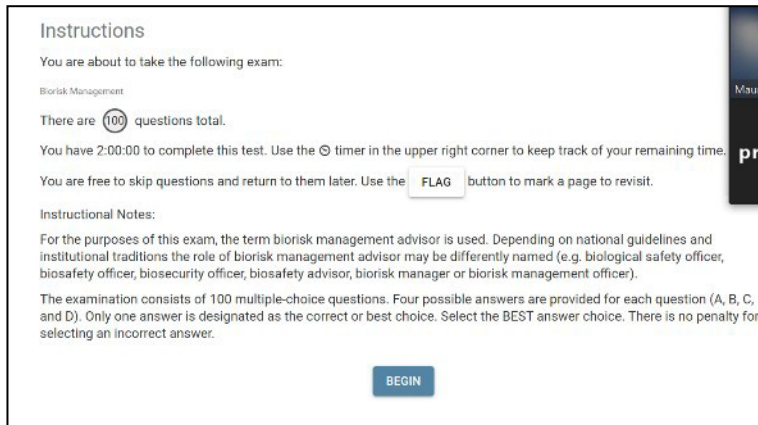 Instructions
You are about to take the following exam:
Biorisk Management
There are 100 questions total.
You have 2:00:00 to complete this test. Use the timer in the upper right corner to keep track of your remaining time.
You are free to skip questions and return to them later. Use the FLAG button to mark a page to revisit.
Instructional Notes:
For the purposes of this exam, the term biorisk management advisor is used. Depending on national guidelines and
institutional traditions the role of biorisk management advisor may be differently named (e.g. biological safety officer,
biosafety officer, biosecurity officer, biosafety advisor, biorisk manager or biorisk management officer).
The examination consists of 100 multiple-choice questions. Four possible answers are provided for each question (A, B, C,
and D). Only one answer is designated as the correct or best choice. Select the BEST answer choice. There is no penalty for
selecting an incorrect answer.
BEGIN